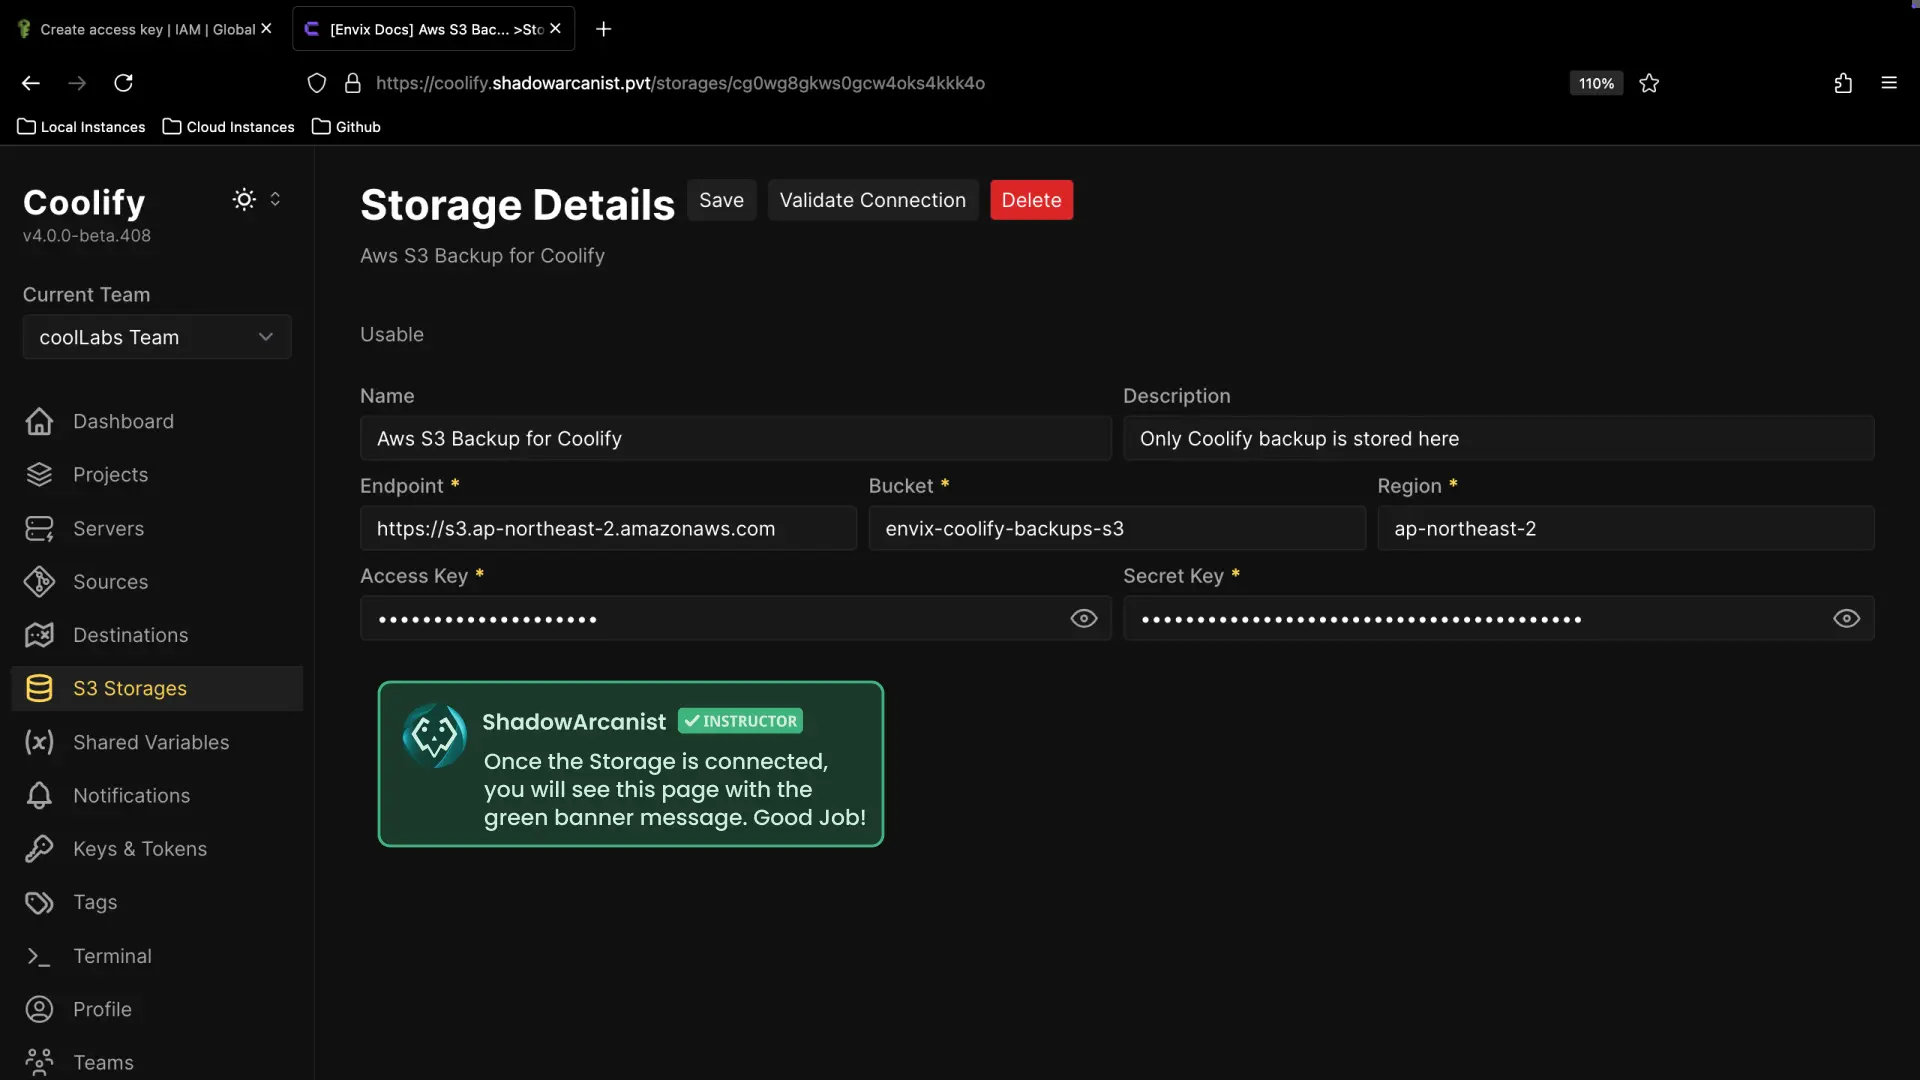 Create access key | IAM | Global
[Envix Docs] Aws S3 Bac... >Sto
https://coolify.shadowarcanist.pvt/storages/cg0wg8gkws0gcw4oks4kkk4o
110%
Local Instances
Cloud Instances
Github
Coolify
v4.0.0-beta.408
Current Team
coolLabs Team
Dashboard
Projects
Servers
Sources
Destinations
S3 Storages
Shared Variables
Notifications
Keys & Tokens
Tags
Terminal
Profile
Teams
Storage Details
Save
Validate Connection
Delete
Aws S3 Backup for Coolify
Usable
Name
Description
Aws S3 Backup for Coolify
Only Coolify backup is stored here
Endpoint *
Bucket *
Region *
https://s3.ap-northeast-2.amazonaws.com
envix-coolify-backups-s3
ap-northeast-2
Access Key *
Secret Key *
ShadowArcanist
INSTRUCTOR
Once the Storage is connected,
you will see this page with the
green banner message. Good Job!